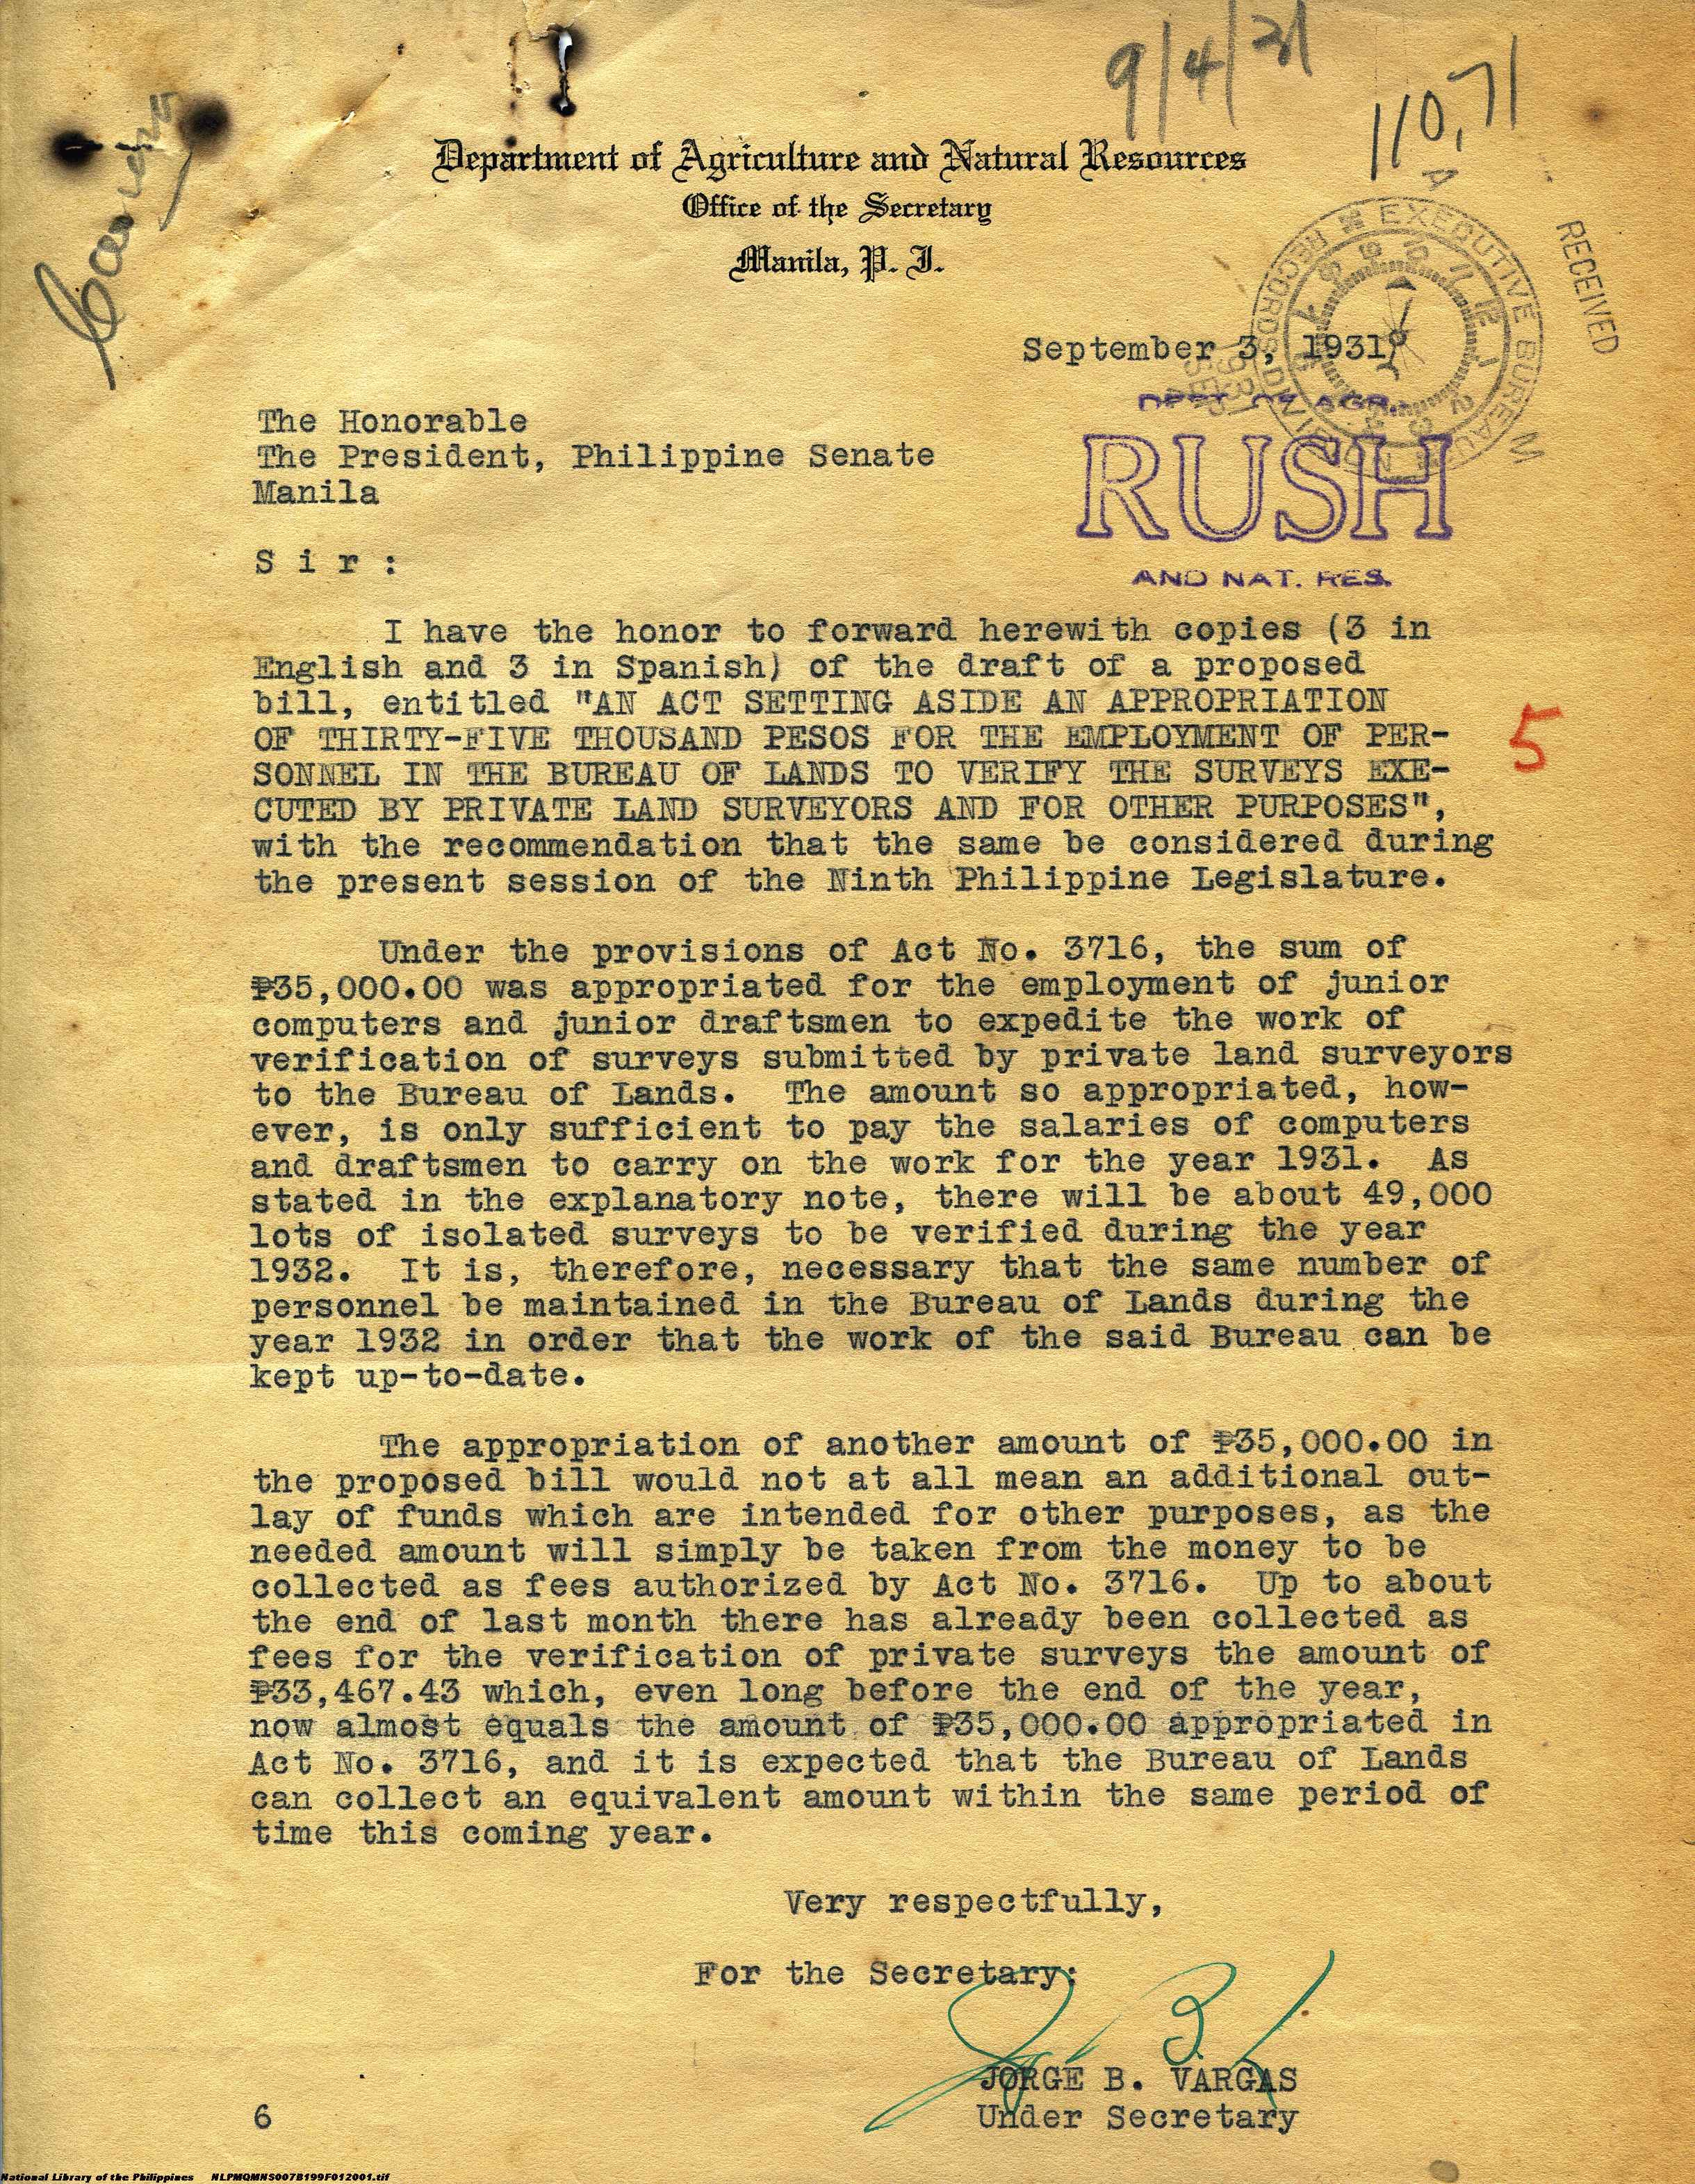 9/4/31
110,71
Department of Agriculture and Natural Resources
Office of the Secretary
Manila, P. I.
EXECUTIVE BUREAU
RECORDS
RECEIVED
September 3, 1931
DEPT. OF AGR.
RUSH
AND NAT. RES.
The Honorable
The President, Philippine Senate
Manila
S i r :
I have the honor to forward herewith copies (3 in
English and 3 in Spanish) of the draft of a proposed
bill, entitled "AN ACT SETTING ASIDE AN APPROPRIATION
OF THIRTY-FIVE THOUSAND PESOS FOR THE EMPLOYMENT OF PER-
5
SONNEL IN THE BUREAU OF LANDS TO VERIFY THE SURVEYS EXE-
CUTED BY PRIVATE LAND SURVEYORS AND FOR OTHER PURPOSES",
with the recommendation that the same be considered during
the present session of the Ninth Philippine Legislature.
Under the provisions of Act No. 3716, the sum of
₱35,000.00 was appropriated for the employment of junior
computers and junior draftsmen to expedite the work of
verification of surveys submitted by private land surveyors
to the Bureau of Lands. The amount so appropriated, how-
ever, is only sufficient to pay the salaries of computers
and draftsmen to carry on the work for the year 1931. As
stated in the explanatory note, there will be about 49,000
lots of isolated surveys to be verified during the year
1932. It is, therefore, necessary that the same number of
personnel be maintained in the Bureau of Lands during the
year 1932 in order that the work of the said Bureau can be
kept up-to-date.
The appropriation of another amount of ₱35,000.00 in
the proposed bill would not at all mean an additional out-
lay of funds which are intended for other purposes, as the
needed amount will simply be taken from the money to be
collected as fees authorized by Act No. 3716. Up to about
the end of last month there has already been collected as
fees for the verification of private surveys the amount of
₱33,467.43 which, even long before the end of the year,
now almost equals the amount of ₱35,000.00 appropriated in
Act No. 3716, and it is expected that the Bureau of Lands
can collect an equivalent amount within the same period of
time this coming year.
Very respectfully,
For the Secretary:
JORGE B. VARGAS
Under Secretary
6
National Library of the Philippines NLPMQMNS007B199F012001.tif